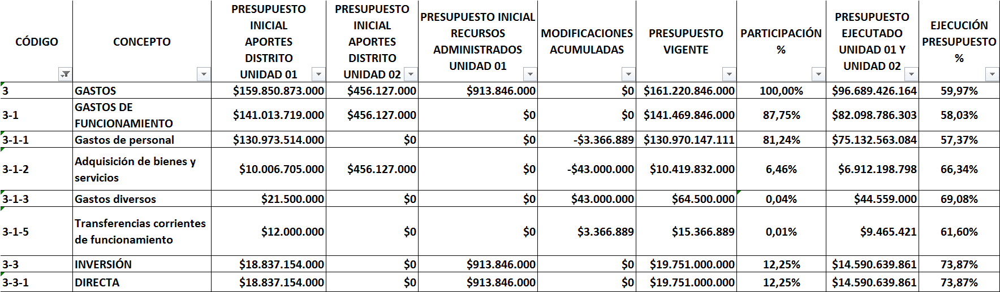 CÓDIGO
CONCEPTO
PRESUPUESTO
INICIAL
APORTES
DISTRITO
UNIDAD 01
PRESUPUESTO
INICIAL
APORTES
DISTRITO
UNIDAD 02
PRESUPUESTO INICIAL
RECURSOS
ADMINISTRADOS
UNIDAD 01
MODIFICACIONES
ACUMULADAS
PRESUPUESTO
VIGENTE
PARTICIPACIÓN
%
PRESUPUESTO
EJECUTADO
UNIDAD 01 Y
UNIDAD 02
EJECUCIÓN
PRESUPUESTO
%
3 GASTOS $159.850.873.000 $456.127.000 $913.846.000 $0 $161.220.846.000 100,00% $96.689.426.164 59,97%
3-1 GASTOS DE
FUNCIONAMIENTO $141.013.719.000 $456.127.000 $0 $0 $141.469.846.000 87,75% $82.098.786.303 58,03%
3-1-1 Gastos de personal $130.973.514.000 $0 $0 -$3.366.889 $130.970.147.111 81,24% $75.132.563.084 57,37%
3-1-2 Adquisición de bienes y
servicios $10.006.705.000 $456.127.000 $0 -$43.000.000 $10.419.832.000 6,46% $6.912.198.798 66,34%
3-1-3 Gastos diversos $21.500.000 $0 $0 $43.000.000 $64.500.000 0,04% $44.559.000 69,08%
3-1-5 Transferencias corrientes
de funcionamiento $12.000.000 $0 $0 $3.366.889 $15.366.889 0,01% $9.465.421 61,60%
3-3 INVERSIÓN $18.837.154.000 $0 $913.846.000 $0 $19.751.000.000 12,25% $14.590.639.861 73,87%
3-3-1 DIRECTA $18.837.154.000 $0 $913.846.000 $0 $19.751.000.000 12,25% $14.590.639.861 73,87%